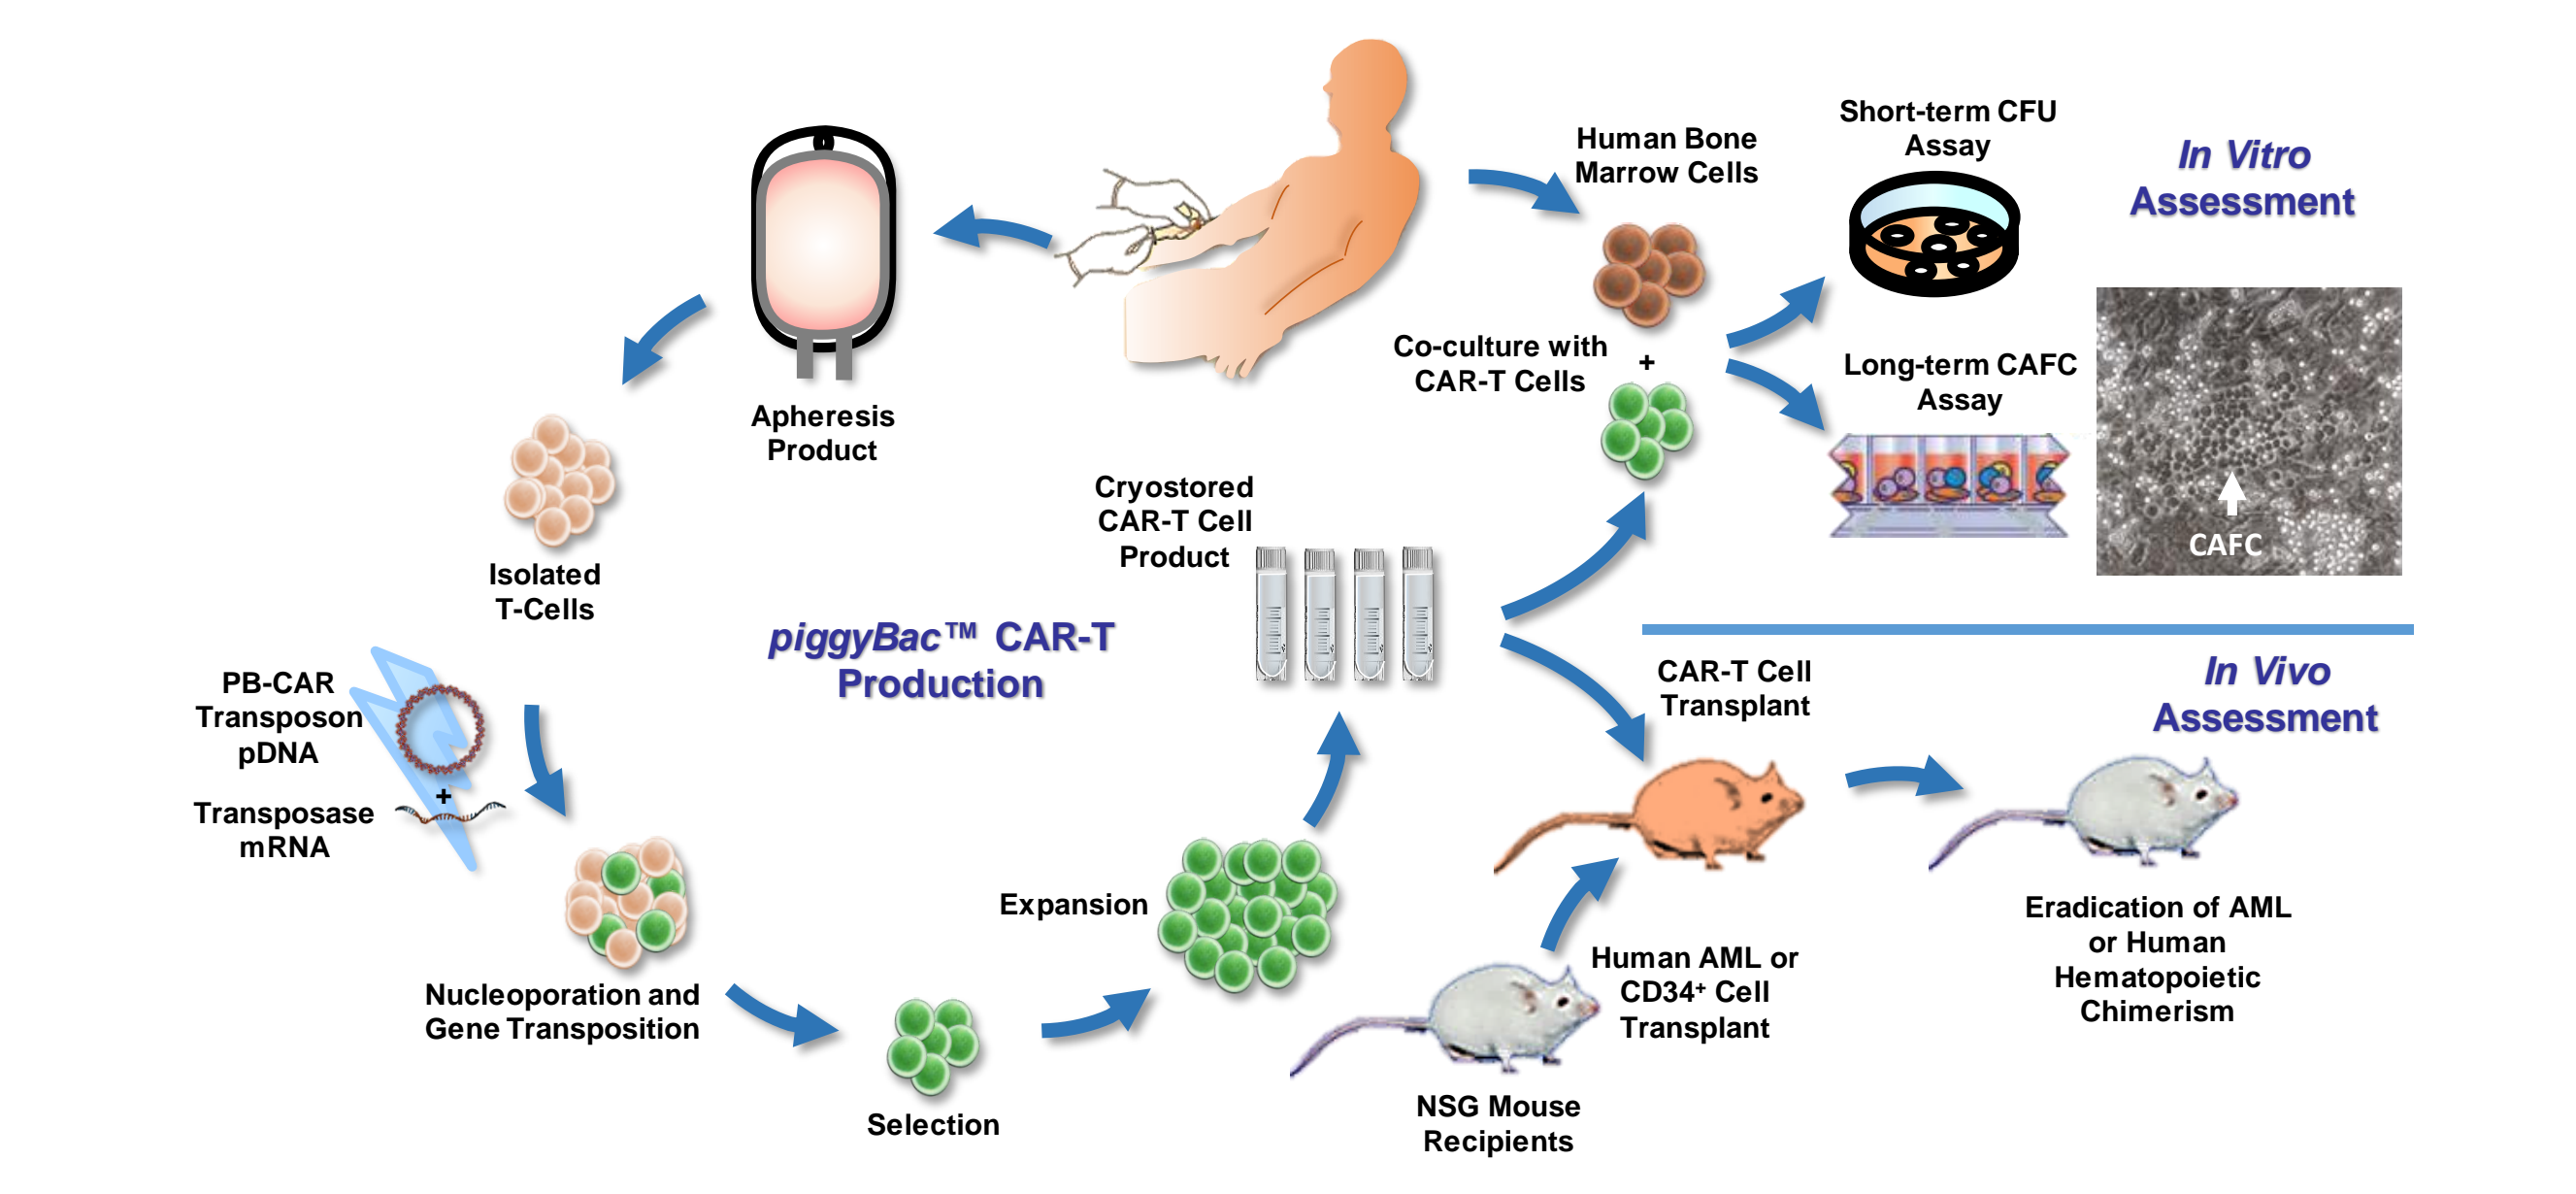 Apheresis
Product
Isolated
T-Cells
PB-CAR
Transposon
pDNA
+
Transposase
mRNA
Nucleoporation and
Gene Transposition
Selection
Expansion
Cryostored
CAR-T Cell
Product
piggyBac™ CAR-T
Production
Human Bone
Marrow Cells
Co-culture with
CAR-T Cells
+
Short-term CFU
Assay
Long-term CAFC
Assay
In Vitro
Assessment
CAFC
In Vivo
Assessment
CAR-T Cell
Transplant
Human AML or
CD34⁺ Cell
Transplant
NSG Mouse
Recipients
Eradication of AML
or Human
Hematopoietic
Chimerism